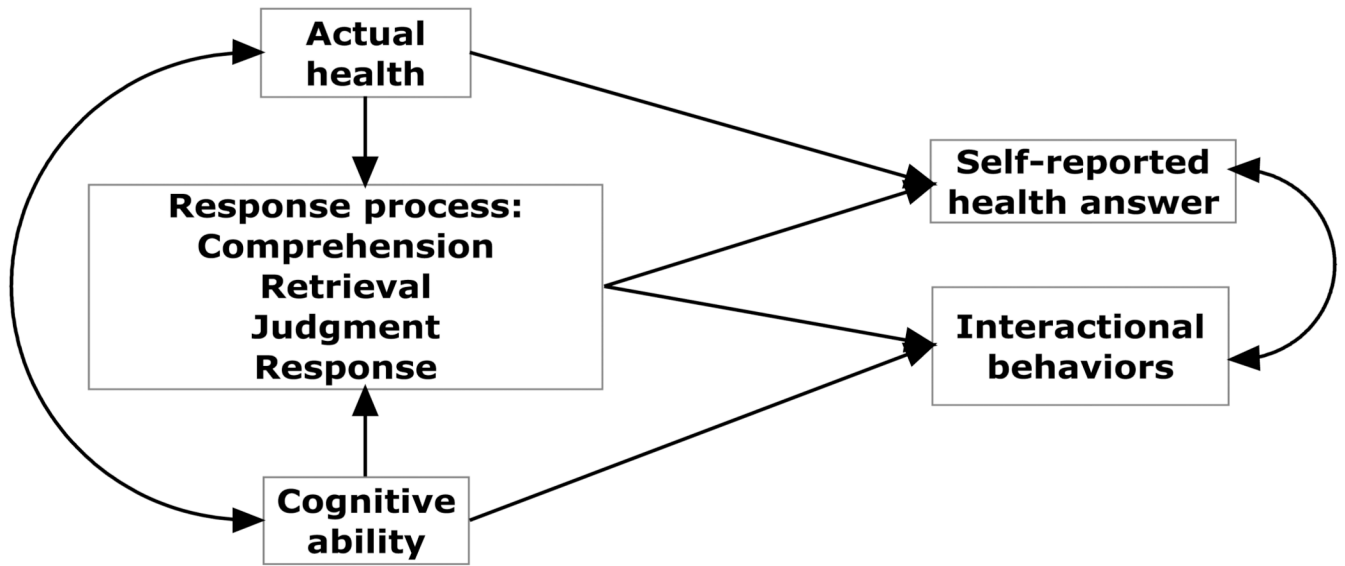 Actual
health
Response process:
Comprehension
Retrieval
Judgment
Response
Cognitive
ability
Self-reported
health answer
Interactional
behaviors